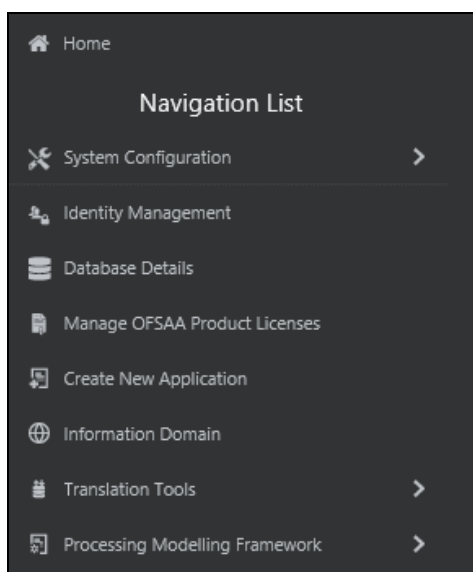 Home
Navigation List
System Configuration
Identity Management
Database Details
Manage OFSAA Product Licenses
Create New Application
Information Domain
Translation Tools
Processing Modelling Framework